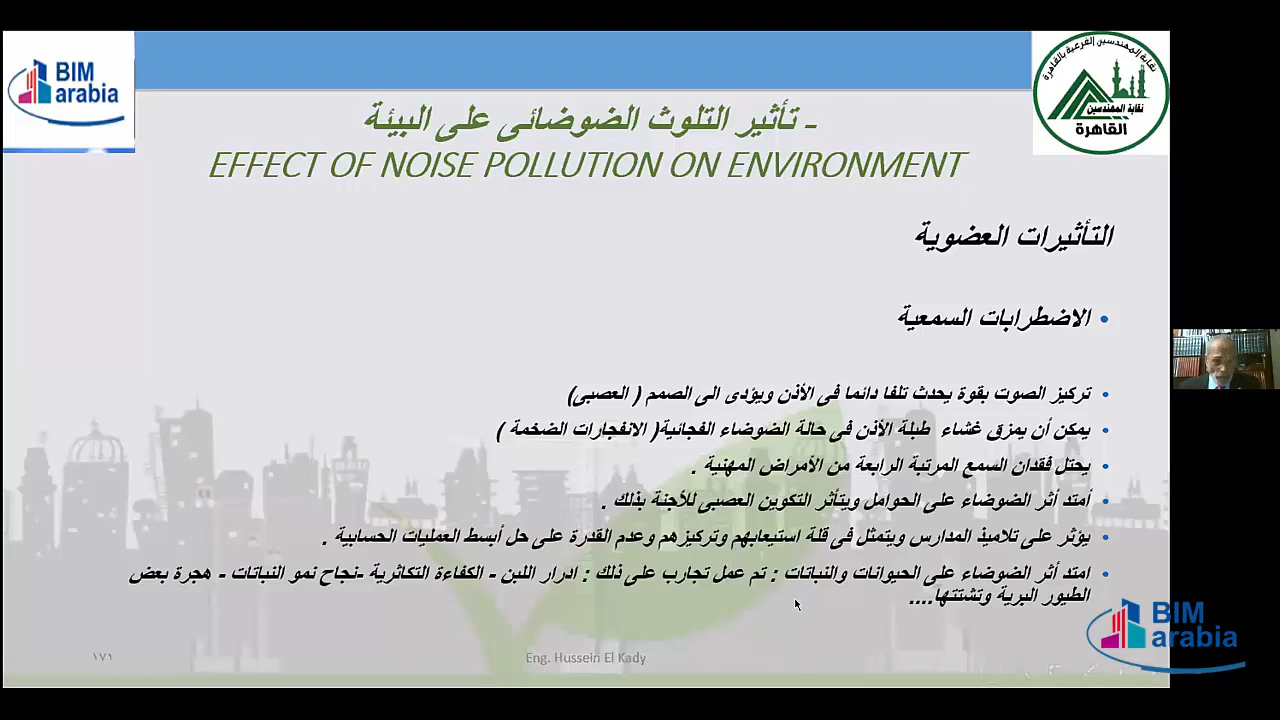 BIM
arabia
نقابة المهندسين الفرعية بالقاهرة
نقابة المهندسين
القاهرة
- تأثير التلوث الضوضائى على البيئة
EFFECT OF NOISE POLLUTION ON ENVIRONMENT
التأثيرات العضوية
• الاضطرابات السمعية
• تركيز الصوت بقوة يحدث تلفا دائما فى الأذن ويؤدى الى الصمم ( العصبى)
• يمكن أن يمزق غشاء طبلة الأذن فى حالة الضوضاء الفجائية( الانفجارات الضخمة )
• يحتل فقدان السمع المرتبة الرابعة من الأمراض المهنية .
• أمتد أثر الضوضاء على الحوامل ويتأثر التكوين العصبى للأجنة بذلك .
• يؤثر على تلاميذ المدارس ويتمثل فى قلة استيعابهم وتركيزهم وعدم القدرة على حل أبسط العمليات الحسابية .
• امتد أثر الضوضاء على الحيوانات والنباتات : تم عمل تجارب على ذلك : ادرار اللبن - الكفاءة التكاثرية -نجاح نمو النباتات - هجرة بعض
الطيور البرية وتشتتها....
BIM
arabia
Eng. Hussein El Kady
١٧١